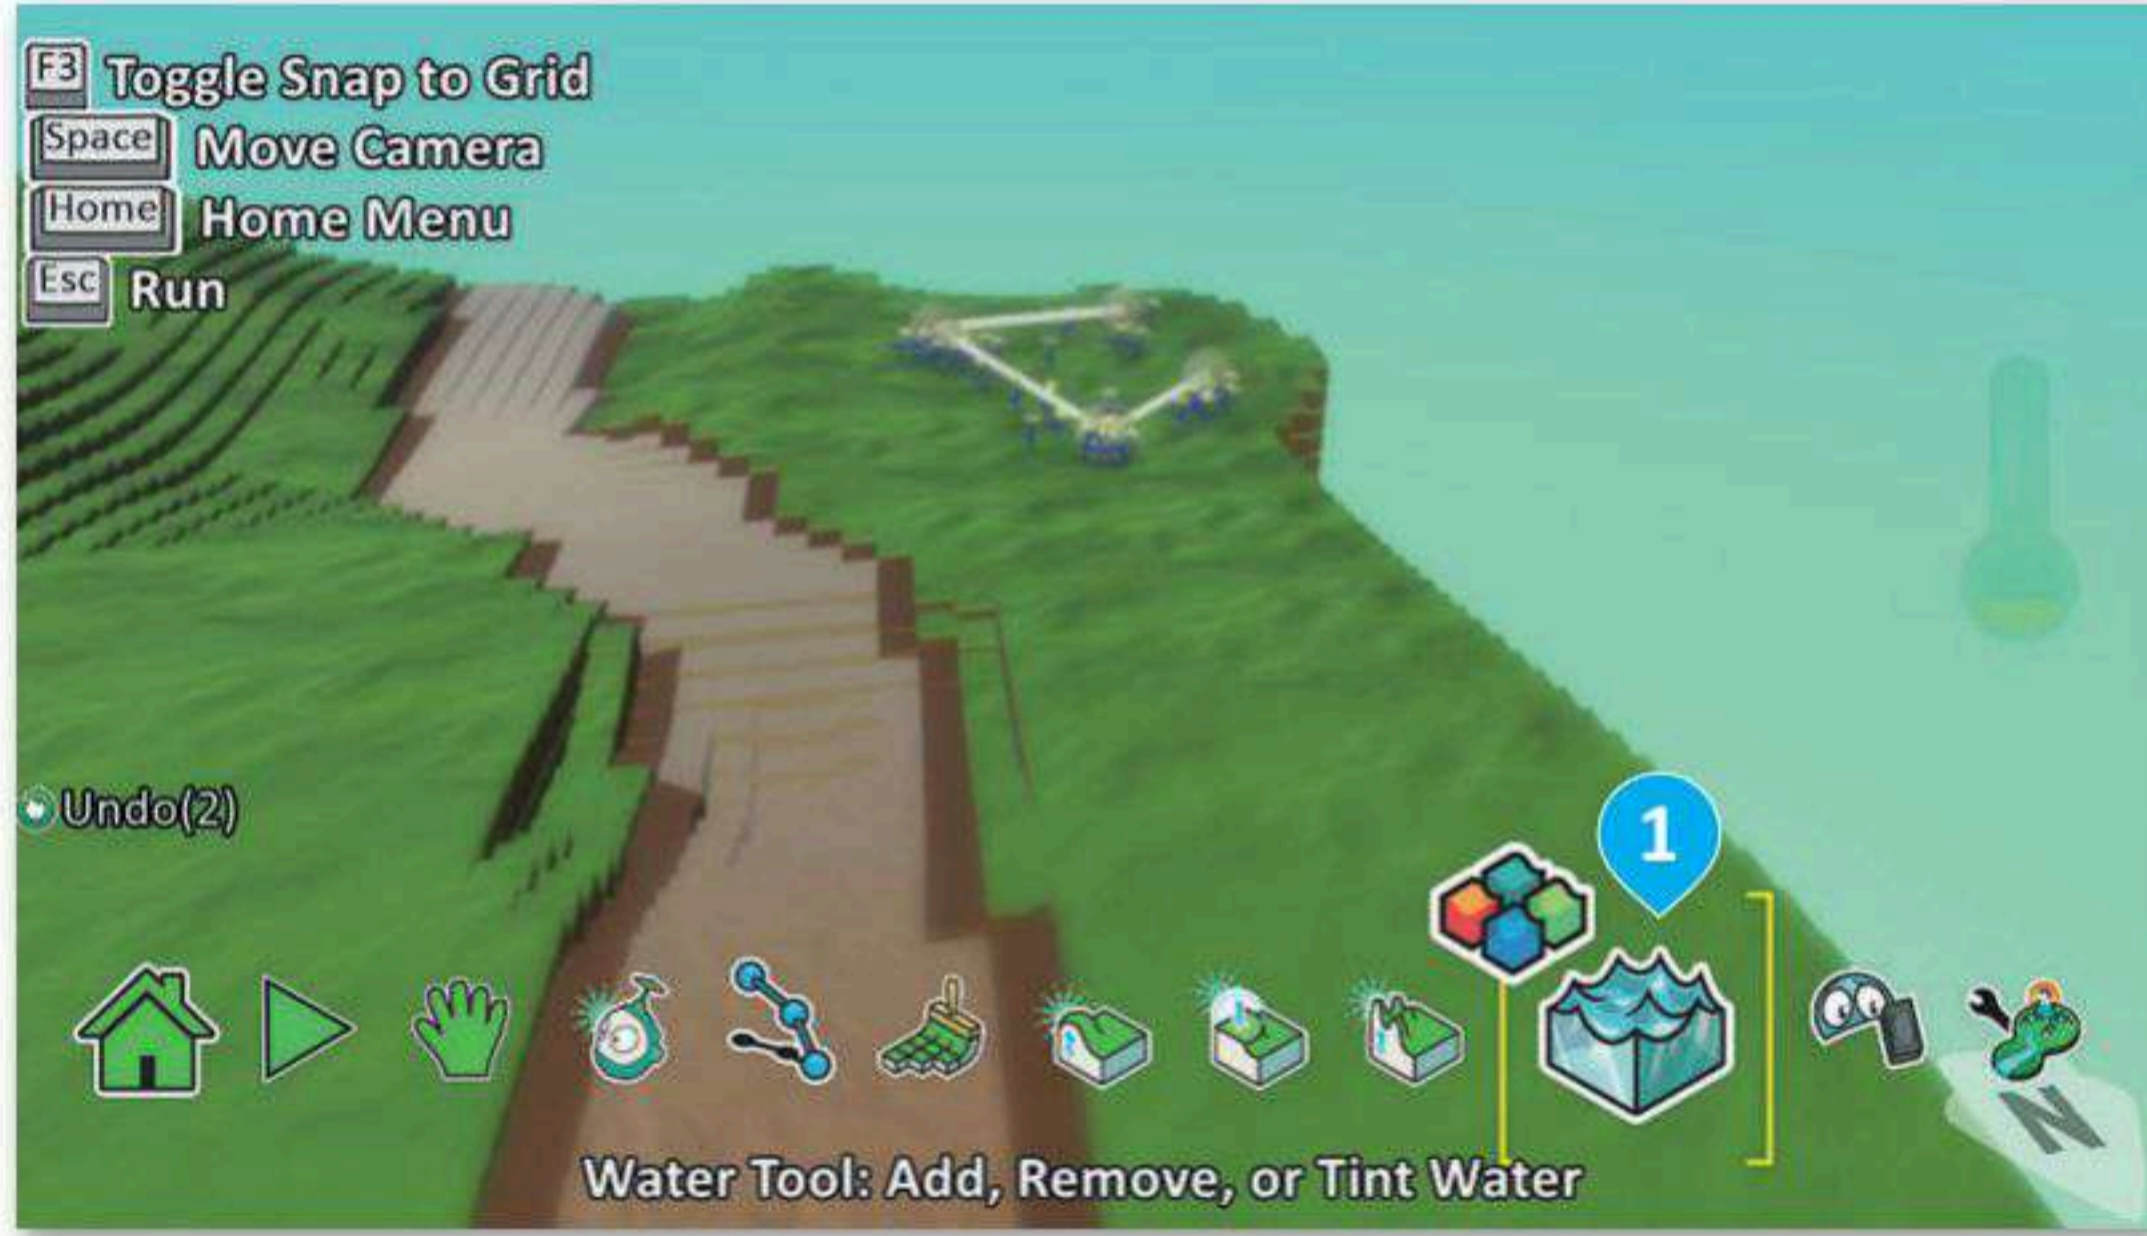 F3 Toggle Snap to Grid
Space Move Camera
Home Home Menu
Esc Run
Undo(2)
1
N
Water Tool: Add, Remove, or Tint Water